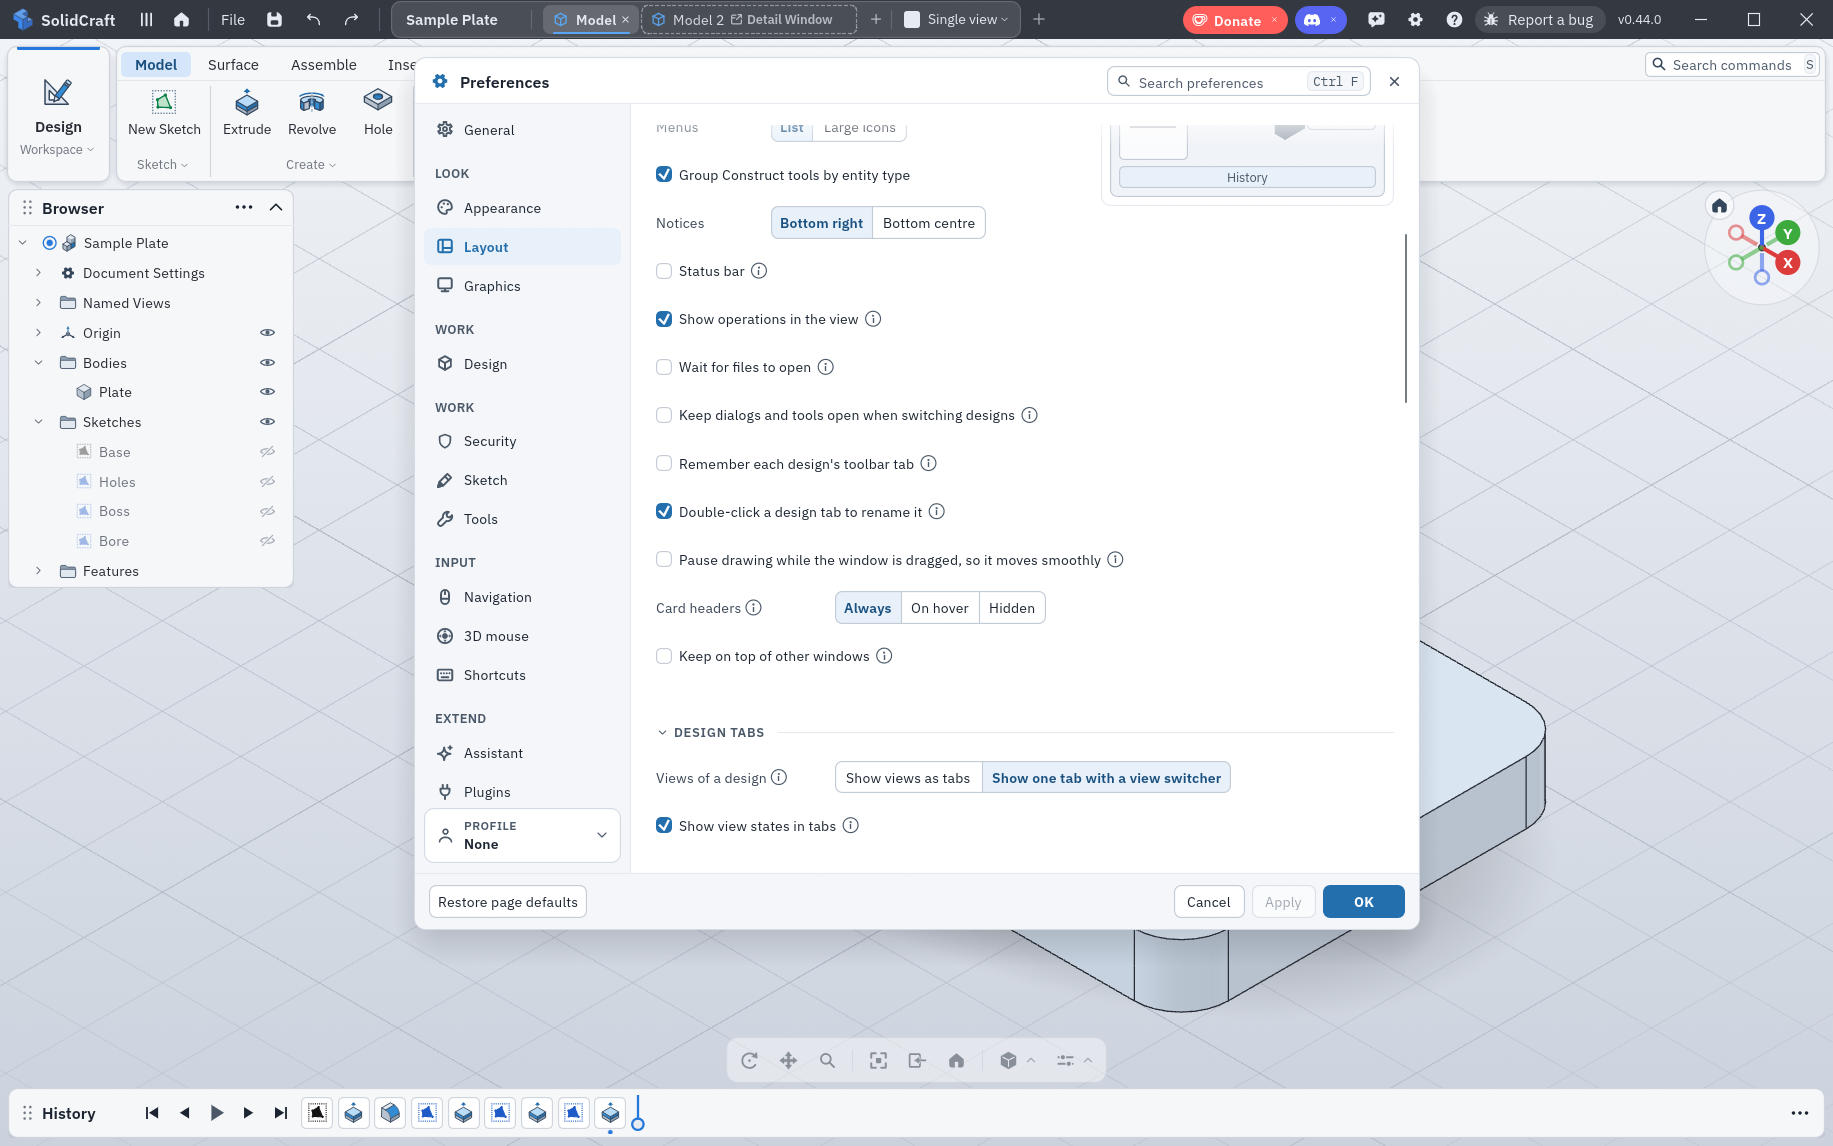 SolidCraft
File
Sample Plate
Model
Model 2
Detail Window
Single view
Donate
Report a bug
v0.44.0
Design
Workspace
Model
Surface
Assemble
Inse
Search commands
S
New Sketch
Extrude
Revolve
Hole
Sketch
Create
Browser
Sample Plate
Document Settings
Named Views
Origin
Bodies
Plate
Sketches
Base
Holes
Boss
Bore
Features
Preferences
Search preferences
Ctrl F
General
LOOK
Appearance
Layout
Graphics
WORK
Design
WORK
Security
Sketch
Tools
INPUT
Navigation
3D mouse
Shortcuts
EXTEND
Assistant
Plugins
PROFILE
None
Menus
List
Large icons
History
Group Construct tools by entity type
Notices
Bottom right
Bottom centre
Status bar
Show operations in the view
Wait for files to open
Keep dialogs and tools open when switching designs
Remember each design's toolbar tab
Double-click a design tab to rename it
Pause drawing while the window is dragged, so it moves smoothly
Card headers
Always
On hover
Hidden
Keep on top of other windows
DESIGN TABS
Views of a design
Show views as tabs
Show one tab with a view switcher
Show view states in tabs
Restore page defaults
Cancel
Apply
OK
Z
Y
X
History